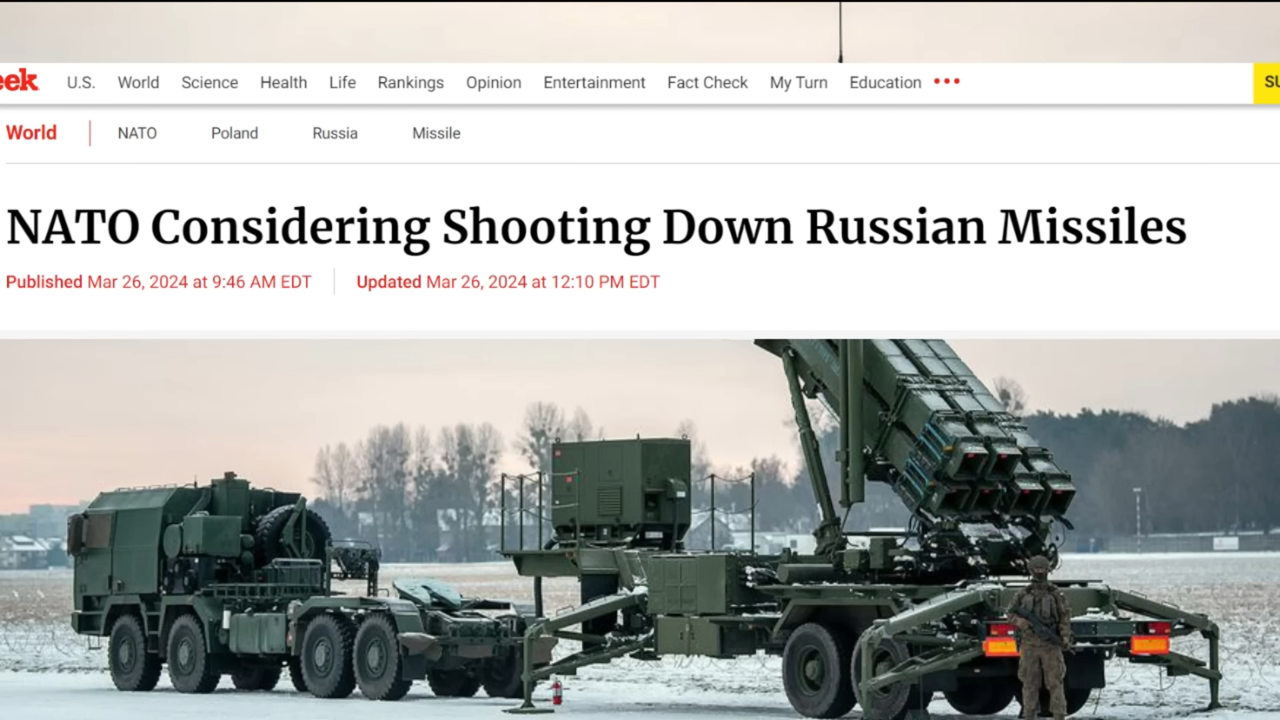 eek
U.S. World Science Health Life Rankings Opinion Entertainment Fact Check My Turn Education •••
SU
World | NATO Poland Russia Missile
NATO Considering Shooting Down Russian Missiles
Published Mar 26, 2024 at 9:46 AM EDT | Updated Mar 26, 2024 at 12:10 PM EDT